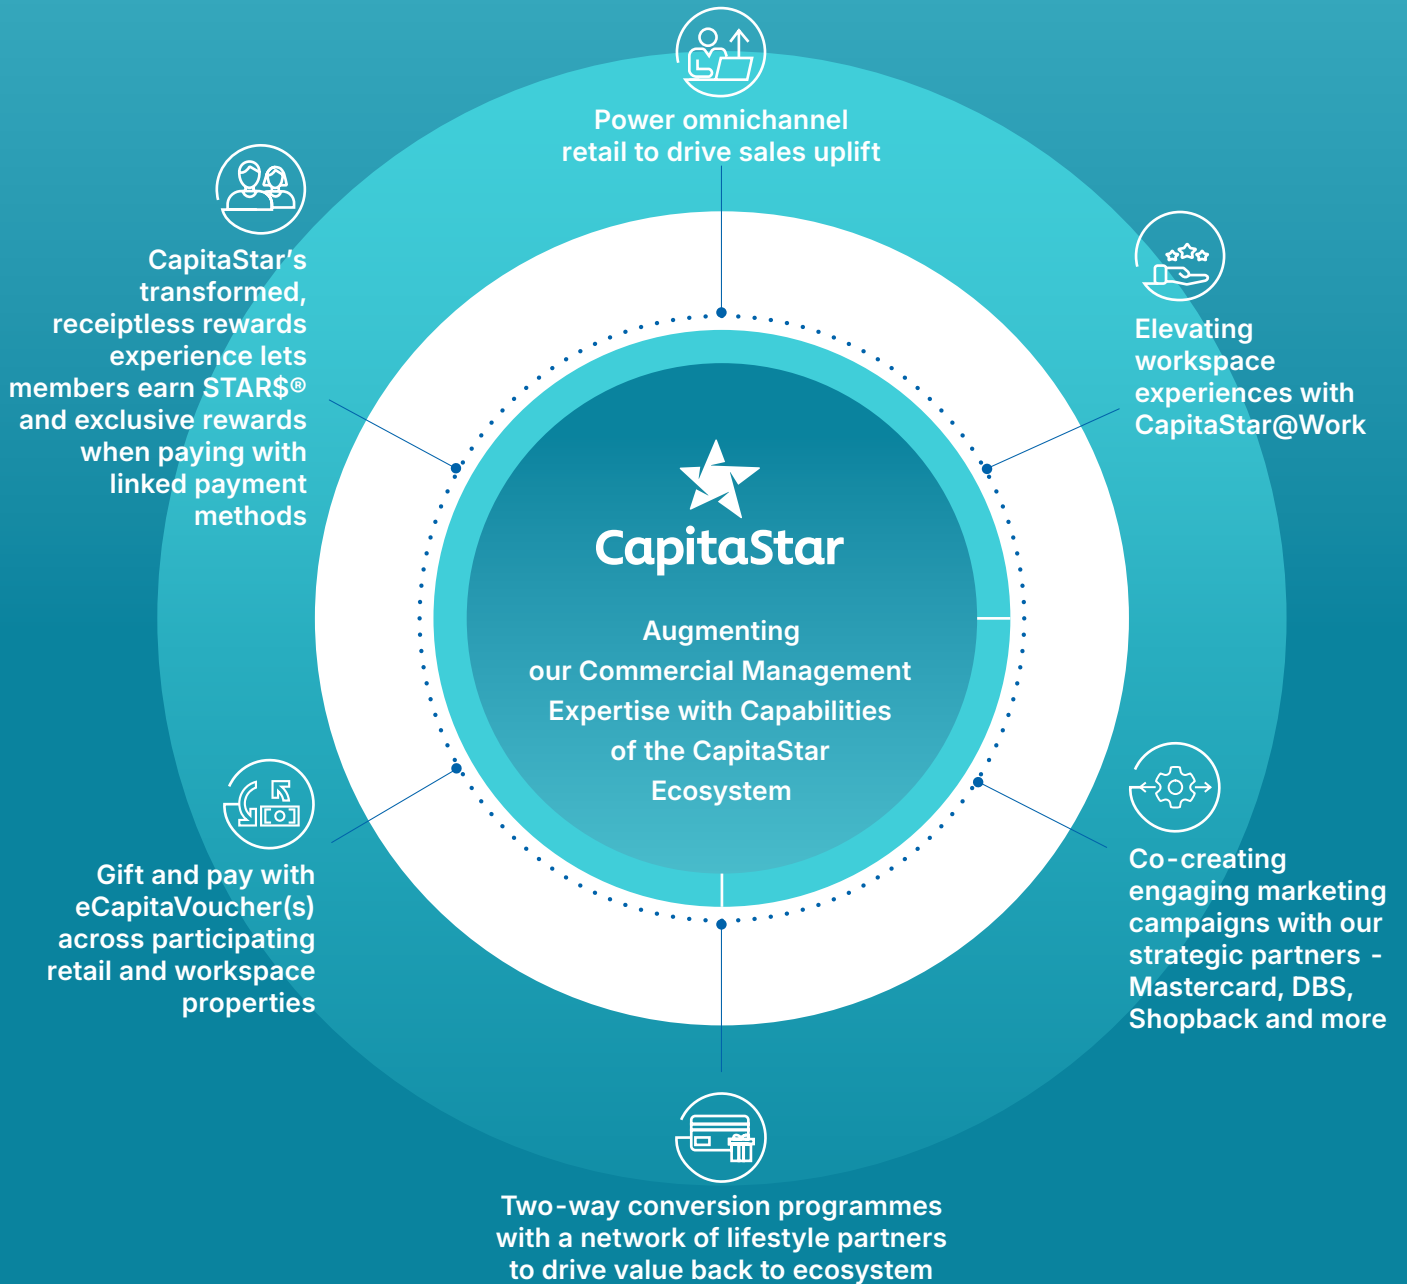 Power omnichannel
retail to drive sales uplift
CapitaStar’s
transformed,
receiptless rewards
experience lets
members earn STAR$®
and exclusive rewards
when paying with
linked payment
methods
Elevating
workspace
experiences with
CapitaStar@Work
CapitaStar
Augmenting
our Commercial Management
Expertise with Capabilities
of the CapitaStar
Ecosystem
Gift and pay with
eCapitaVoucher(s)
across participating
retail and workspace
properties
Co-creating
engaging marketing
campaigns with our
strategic partners -
Mastercard, DBS,
Shopback and more
Two-way conversion programmes
with a network of lifestyle partners
to drive value back to ecosystem